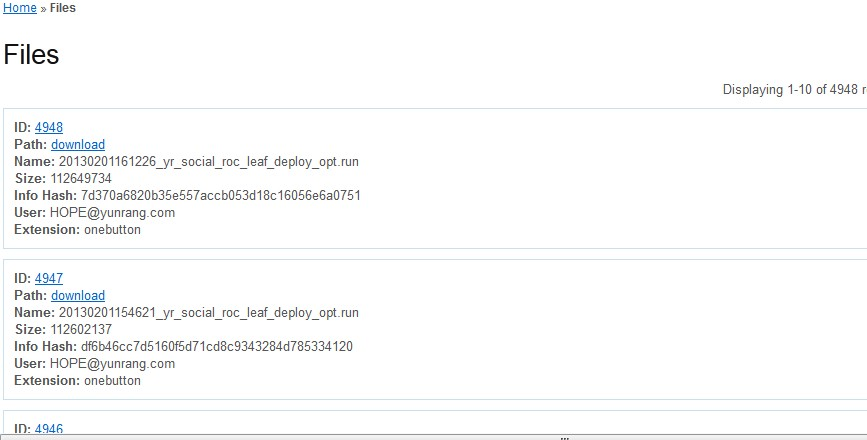 Home » Files
Files
Displaying 1-10 of 4948 r
ID: 4948
Path: download
Name: 20130201161226_yr_social_roc_leaf_deploy_opt.run
Size: 112649734
Info Hash: 7d370a6820b35e557accb053d18c16056e6a0751
User: HOPE@yunrang.com
Extension: onebutton
ID: 4947
Path: download
Name: 20130201154621_yr_social_roc_leaf_deploy_opt.run
Size: 112602137
Info Hash: df6b46cc7d5160f5d71cd8c9343284d785334120
User: HOPE@yunrang.com
Extension: onebutton
ID: 4946